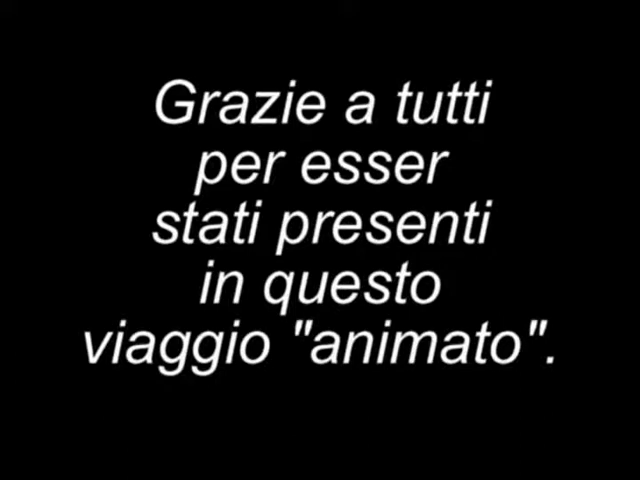 Grazie a tutti
per esser
stati presenti
in questo
viaggio "animato".